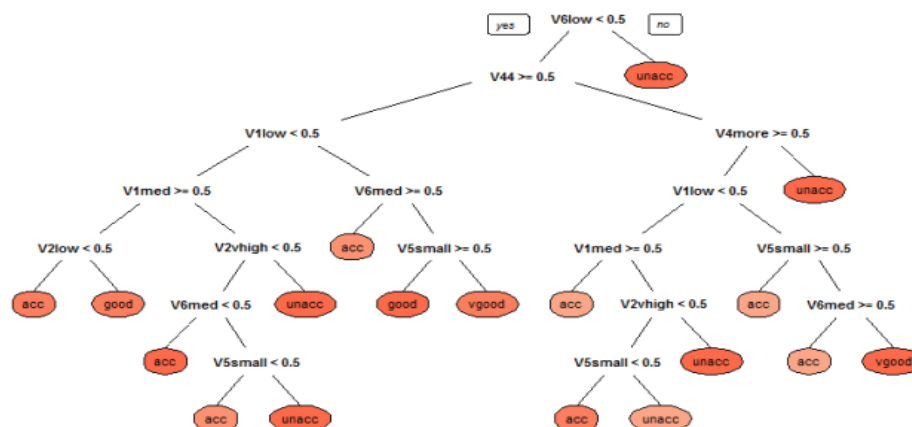 yes V6low < 0.5 no
V44 >= 0.5 unacc
V1low < 0.5 V4more >= 0.5
V1med >= 0.5 V6med >= 0.5 V1low < 0.5 unacc
V2low < 0.5 V2vhigh < 0.5 acc V5small >= 0.5 V1med >= 0.5 V5small >= 0.5
acc good V6med < 0.5 unacc good vgood acc V2vhigh < 0.5 acc V6med >= 0.5
acc V5small < 0.5 V5small < 0.5 unacc acc vgood
acc unacc acc unacc